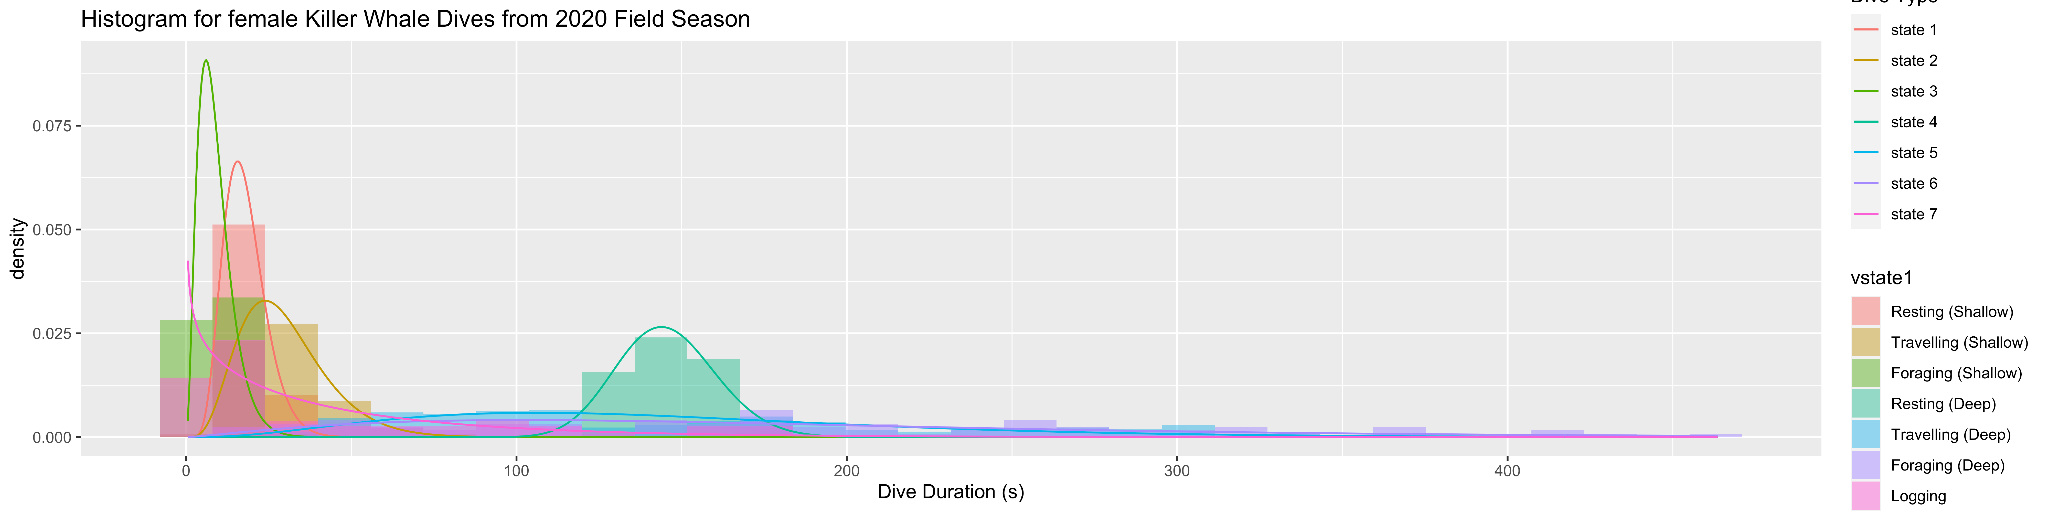 Histogram for female Killer Whale Dives from 2020 Field Season
density
0.075
0.050
0.025
0.000
0
100
200
300
400
Dive Duration (s)
Dive Type
state 1
state 2
state 3
state 4
state 5
state 6
state 7
vstate1
Resting (Shallow)
Travelling (Shallow)
Foraging (Shallow)
Resting (Deep)
Travelling (Deep)
Foraging (Deep)
Logging